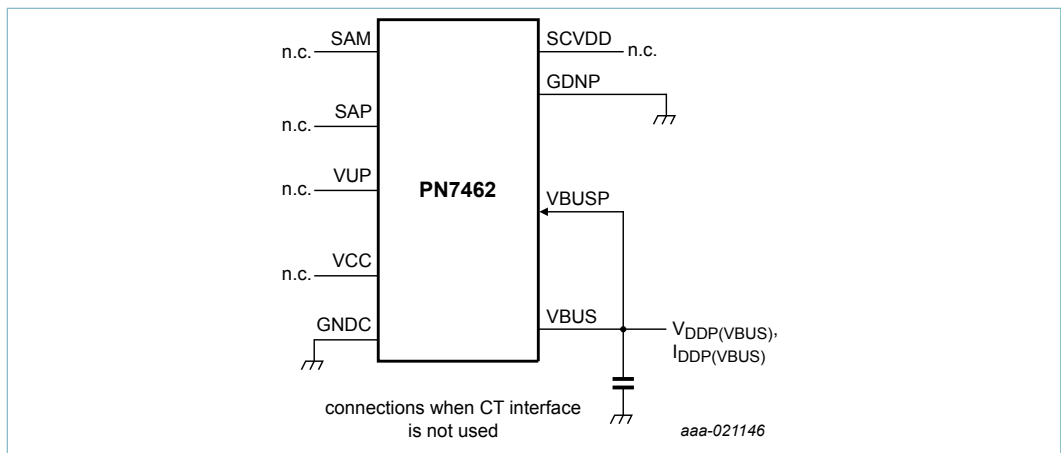 SAM
n.c.
SAP
n.c.
VUP
n.c.
VCC
n.c.
GNDC
PN7462
SCVDD
n.c.
GDNP
VBUSP
VBUS
VDDP(VBUS),
IDDP(VBUS)
connections when CT interface
is not used
aaa-021146